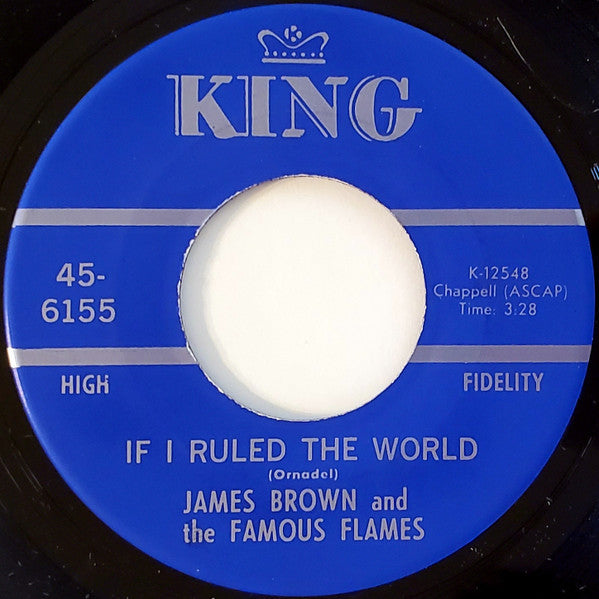 KING
45-
6155
K-12548
Chappell (ASCAP)
Time: 3:28
HIGH FIDELITY
IF I RULED THE WORLD
(Ornadel)
JAMES BROWN and
the FAMOUS FLAMES